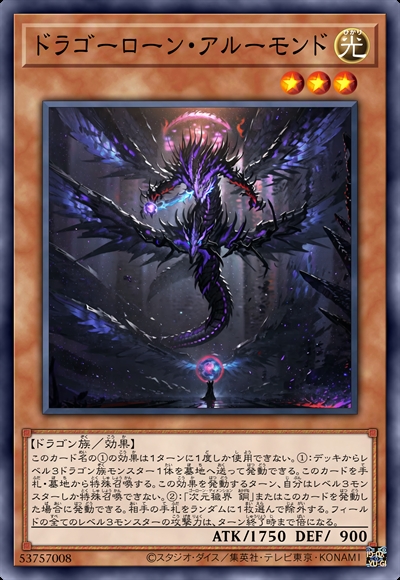 ドラゴーローン・アルーモンド
光
【ドラゴン族／効果】
このカード名の①の効果は1ターンに1度しか使用できない。①：デッキから
レベル3ドラゴン族モンスター1体を墓地へ送って発動できる。このカードを手
札・墓地から特殊召喚する。この効果を発動するターン、自分はレベル3モン
スターしか特殊召喚できない。②：「次元臓界 銅」またはこのカードを発動し
た場合に発動できる。相手の手札をランダムに1枚選んで除外する。フィール
ドの全てのレベル3モンスターの攻撃力は、ターン終了時まで倍になる。
ATK/1750 DEF/ 900
53757008
©スタジオ・ダイス／集英社・テレビ東京・KONAMI